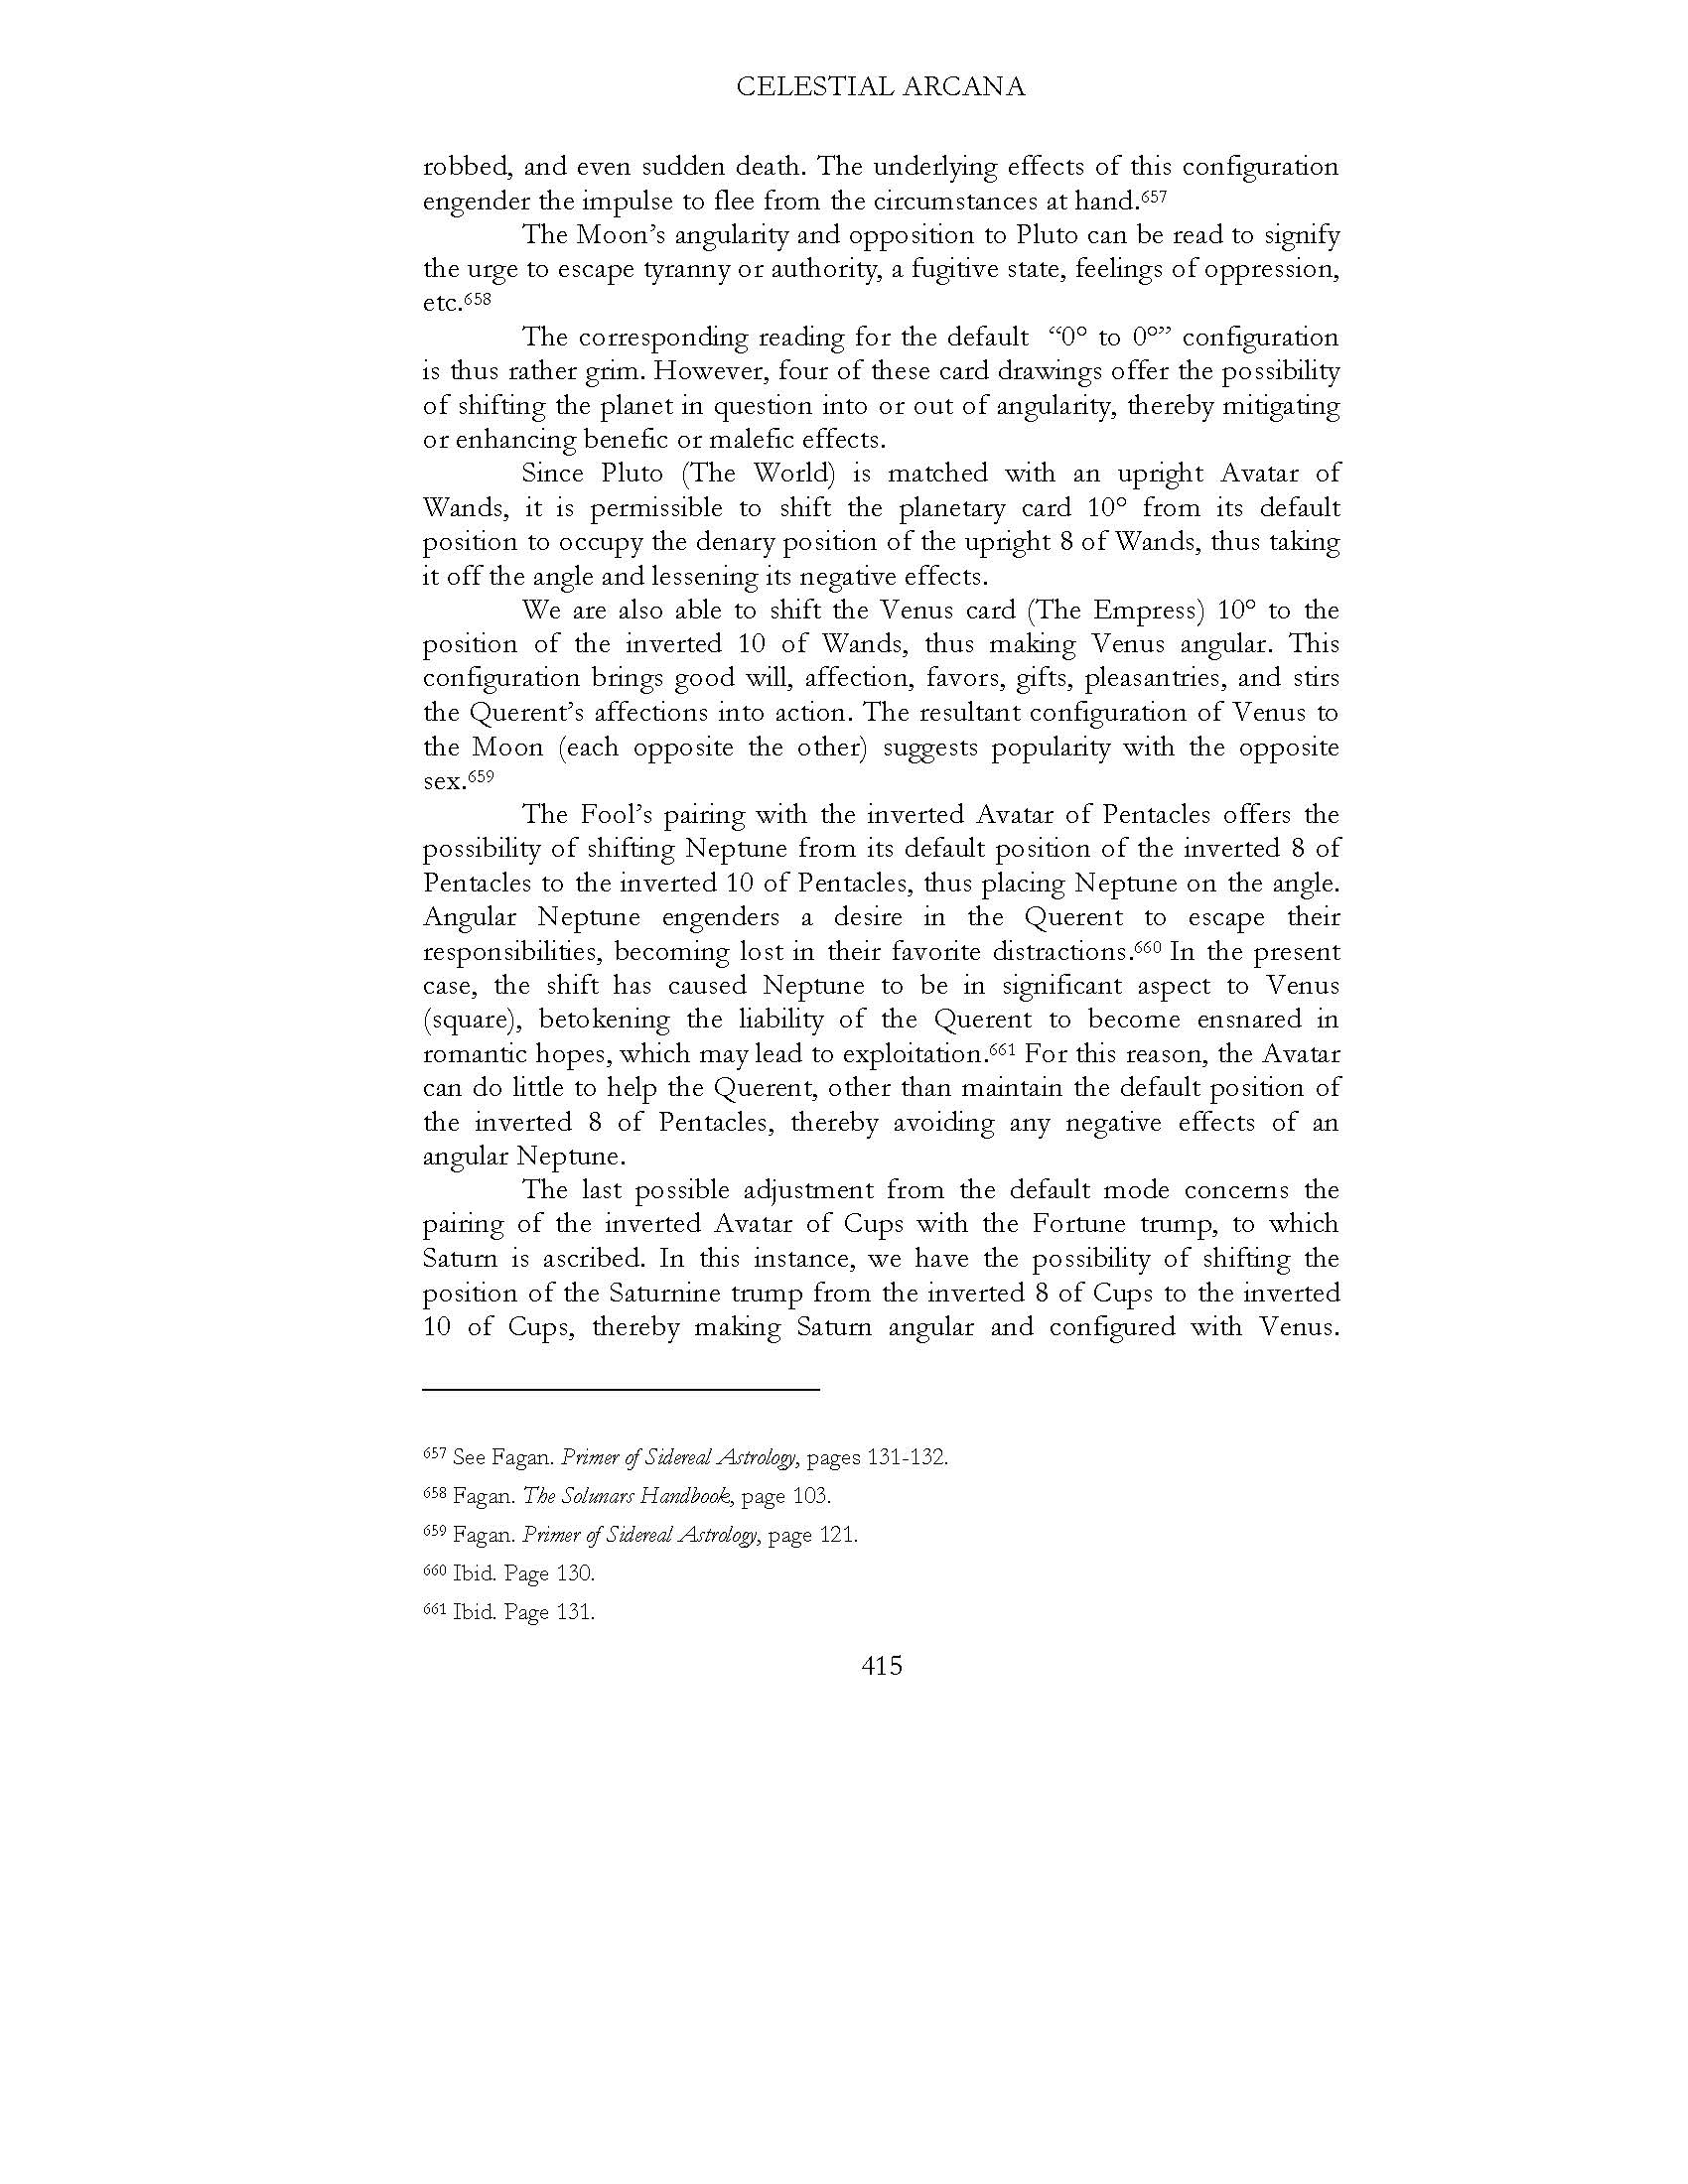 CELESTIAL ARCANA
robbed, and even sudden death. The underlying effects of this configuration
engender the impulse to flee from the circumstances at hand.⁶⁵⁷
The Moon’s angularity and opposition to Pluto can be read to signify
the urge to escape tyranny or authority, a fugitive state, feelings of oppression,
etc.⁶⁵⁸
The corresponding reading for the default “0° to 0°” configuration
is thus rather grim. However, four of these card drawings offer the possibility
of shifting the planet in question into or out of angularity, thereby mitigating
or enhancing benefic or malefic effects.
Since Pluto (The World) is matched with an upright Avatar of
Wands, it is permissible to shift the planetary card 10° from its default
position to occupy the denary position of the upright 8 of Wands, thus taking
it off the angle and lessening its negative effects.
We are also able to shift the Venus card (The Empress) 10° to the
position of the inverted 10 of Wands, thus making Venus angular. This
configuration brings good will, affection, favors, gifts, pleasantries, and stirs
the Querent’s affections into action. The resultant configuration of Venus to
the Moon (each opposite the other) suggests popularity with the opposite
sex.⁶⁵⁹
The Fool’s pairing with the inverted Avatar of Pentacles offers the
possibility of shifting Neptune from its default position of the inverted 8 of
Pentacles to the inverted 10 of Pentacles, thus placing Neptune on the angle.
Angular Neptune engenders a desire in the Querent to escape their
responsibilities, becoming lost in their favorite distractions.⁶⁶⁰ In the present
case, the shift has caused Neptune to be in significant aspect to Venus
(square), betokening the liability of the Querent to become ensnared in
romantic hopes, which may lead to exploitation.⁶⁶¹ For this reason, the Avatar
can do little to help the Querent, other than maintain the default position of
the inverted 8 of Pentacles, thereby avoiding any negative effects of an
angular Neptune.
The last possible adjustment from the default mode concerns the
pairing of the inverted Avatar of Cups with the Fortune trump, to which
Saturn is ascribed. In this instance, we have the possibility of shifting the
position of the Saturnine trump from the inverted 8 of Cups to the inverted
10 of Cups, thereby making Saturn angular and configured with Venus.
⁶⁵⁷ See Fagan. Primer of Sidereal Astrology, pages 131-132.
⁶⁵⁸ Fagan. The Solunars Handbook, page 103.
⁶⁵⁹ Fagan. Primer of Sidereal Astrology, page 121.
⁶⁶⁰ Ibid. Page 130.
⁶⁶¹ Ibid. Page 131.
415